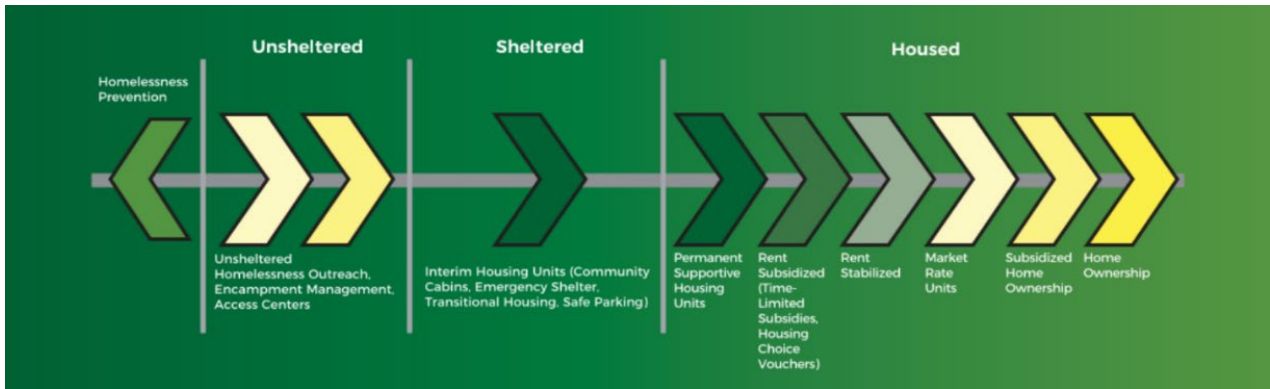 Unsheltered
Sheltered
Housed
Homelessness
Prevention
Unsheltered
Homelessness Outreach,
Encampment Management,
Access Centers
Interim Housing Units (Community
Cabins, Emergency Shelter,
Transitional Housing, Safe Parking)
Permanent
Supportive
Housing
Units
Rent
Subsidized
(Time-
Limited
Subsidies,
Housing
Choice
Vouchers)
Rent
Stabilized
Market
Rate
Units
Subsidized
Home
Ownership
Home
Ownership